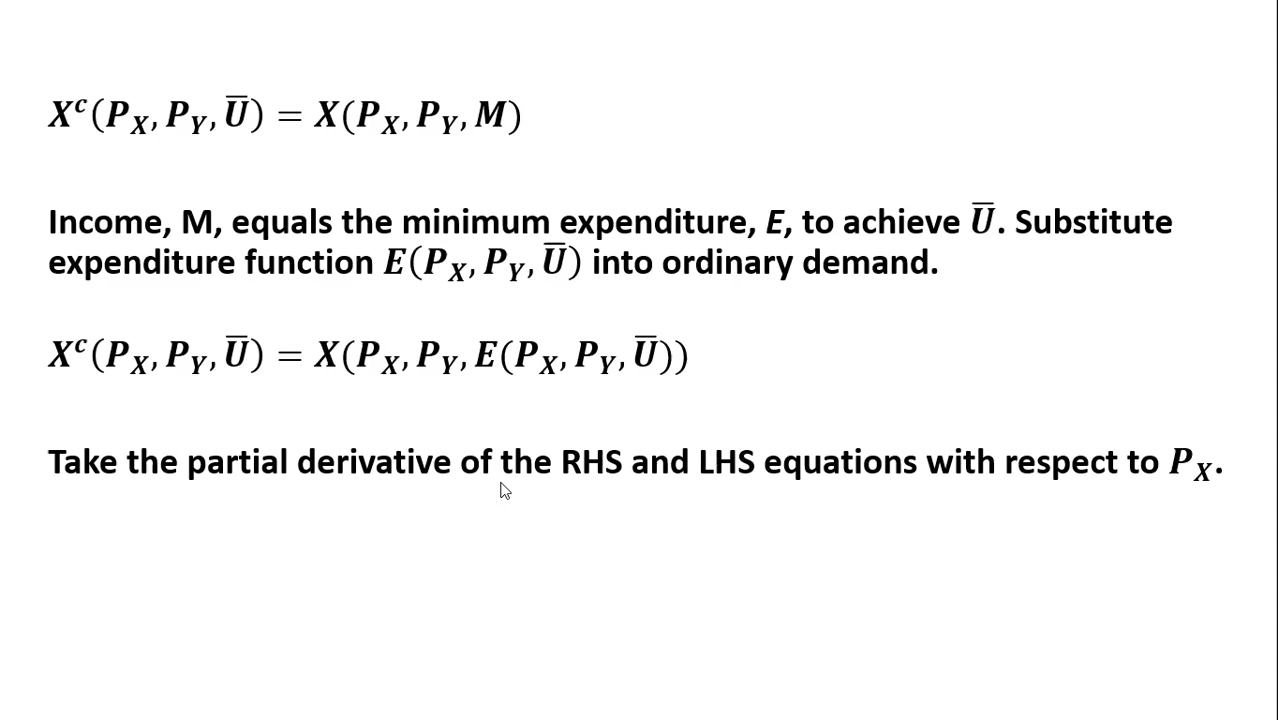 X^c(P_X, P_Y, U̅) = X(P_X, P_Y, M)
Income, M, equals the minimum expenditure, E, to achieve U̅. Substitute
expenditure function E(P_X, P_Y, U̅) into ordinary demand.
X^c(P_X, P_Y, U̅) = X(P_X, P_Y, E(P_X, P_Y, U̅))
Take the partial derivative of the RHS and LHS equations with respect to P_X.